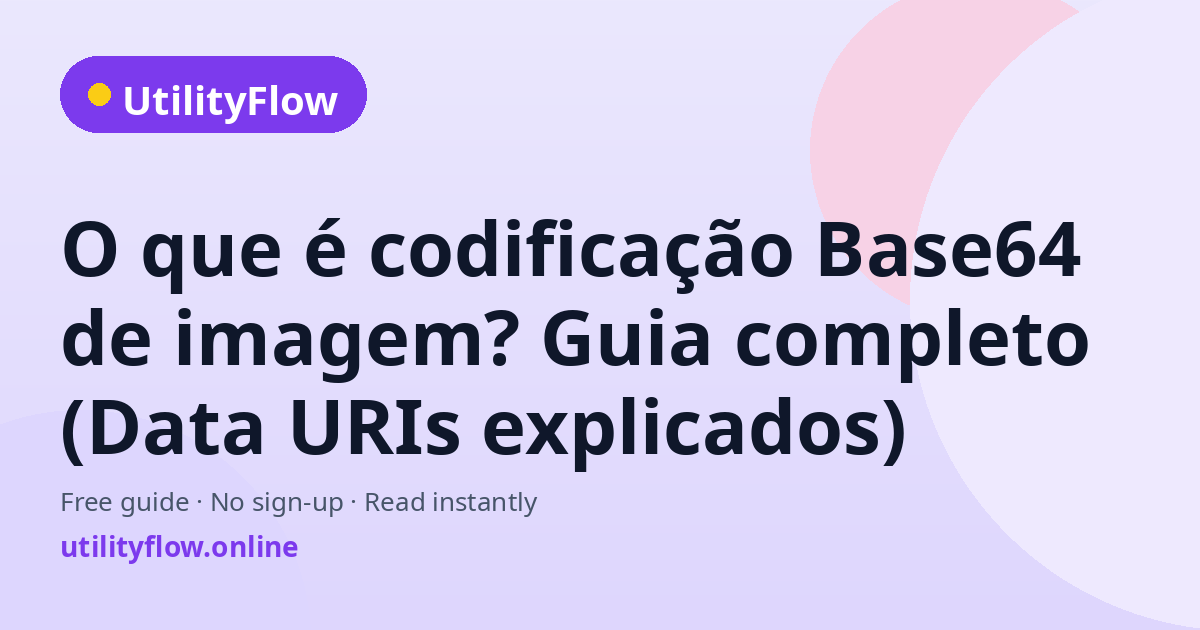 UtilityFlow
O que é codificação Base64
de imagem? Guia completo
(Data URIs explicados)
Free guide · No sign-up · Read instantly
utilityflow.online